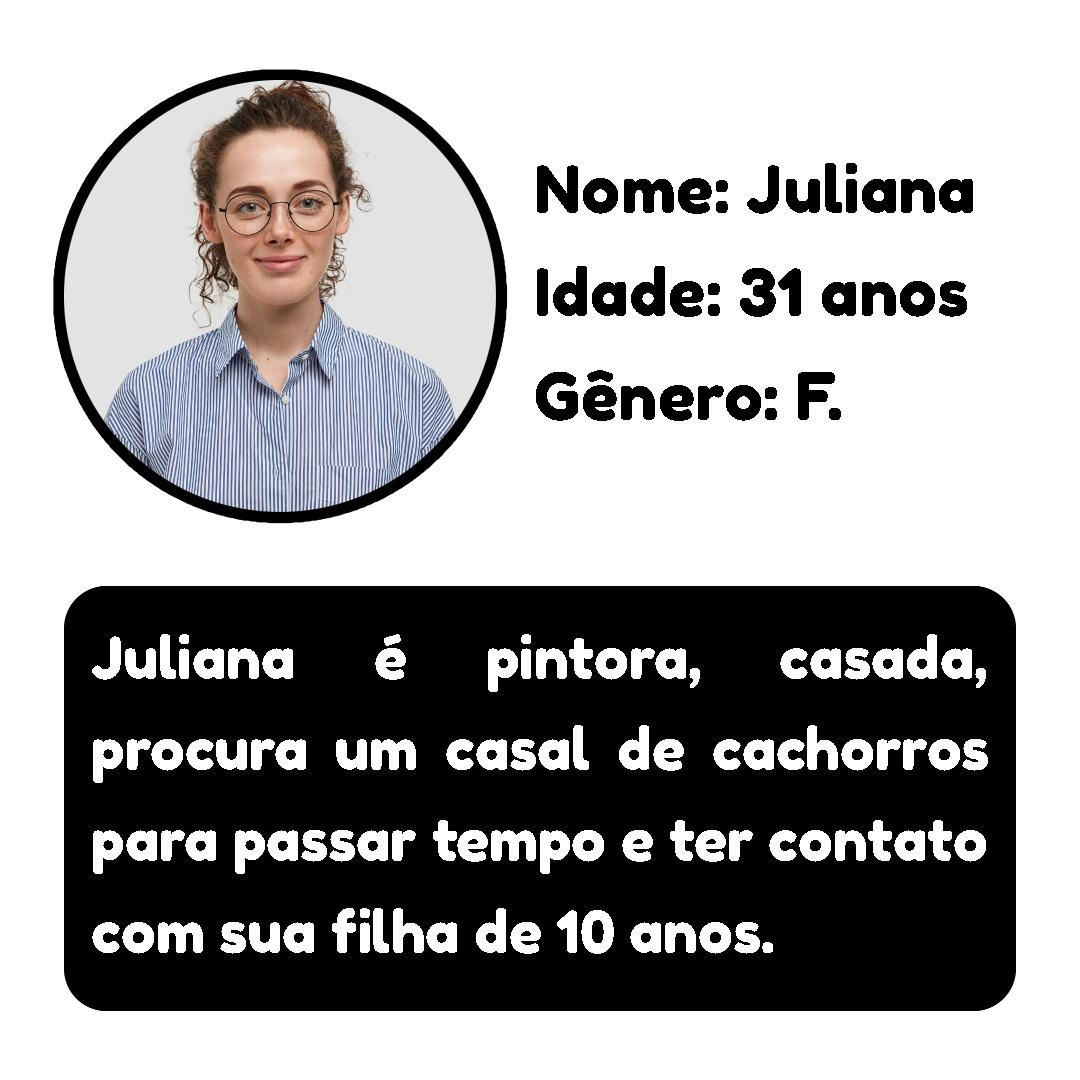 Nome: Juliana
Idade: 31 anos
Gênero: F.
Juliana é pintora, casada,
procura um casal de cachorros
para passar tempo e ter contato
com sua filha de 10 anos.